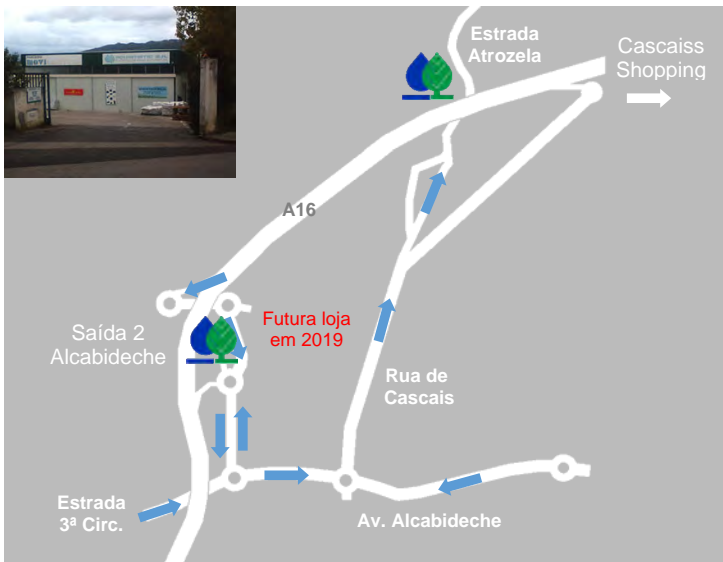 Estrada
Atrozela
Cascaiss
Shopping
A16
Futura loja
em 2019
Saída 2
Alcabideche
Rua de
Cascais
Estrada
3ª Circ.
Av. Alcabideche